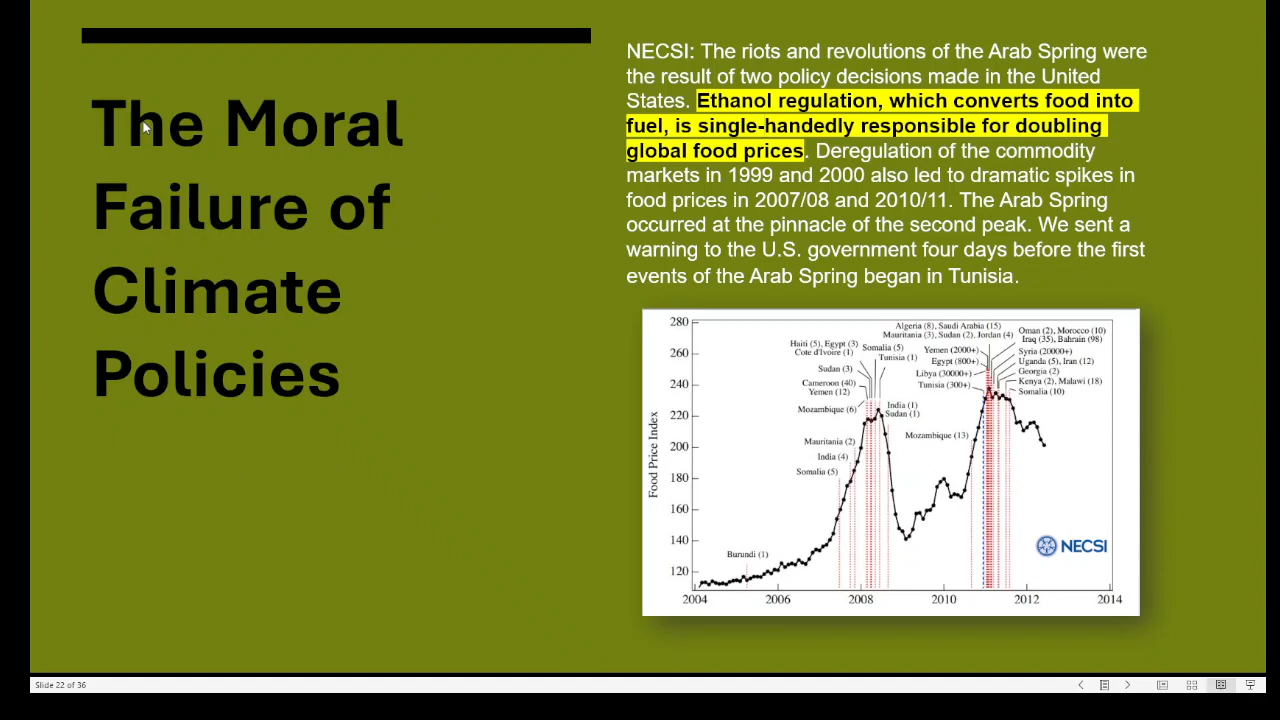 The Moral
Failure of
Climate
Policies
NECSI: The riots and revolutions of the Arab Spring were
the result of two policy decisions made in the United
States. Ethanol regulation, which converts food into
fuel, is single-handedly responsible for doubling
global food prices. Deregulation of the commodity
markets in 1999 and 2000 also led to dramatic spikes in
food prices in 2007/08 and 2010/11. The Arab Spring
occurred at the pinnacle of the second peak. We sent a
warning to the U.S. government four days before the first
events of the Arab Spring began in Tunisia.
Food Price Index
280
260
240
220
200
180
160
140
120
2004
2006
2008
2010
2012
2014
Burundi (1)
Somalia (5)
India (4)
Mauritania (2)
Mozambique (6)
Cameroon (40)
Yemen (12)
Sudan (3)
Haiti (5), Egypt (3)
Cote d'Ivoire (1)
Somalia (5)
Tunisia (1)
India (1)
Sudan (1)
Mozambique (13)
Tunisia (300+)
Libya (30000+)
Egypt (800+)
Yemen (2000+)
Algeria (8), Saudi Arabia (15)
Mauritania (3), Sudan (2), Jordan (4)
Oman (2), Morocco (10)
Iraq (35), Bahrain (98)
Syria (20000+)
Uganda (5), Iran (12)
Georgia (2)
Kenya (2), Malawi (18)
Somalia (10)
NECSI
Slide 22 of 36